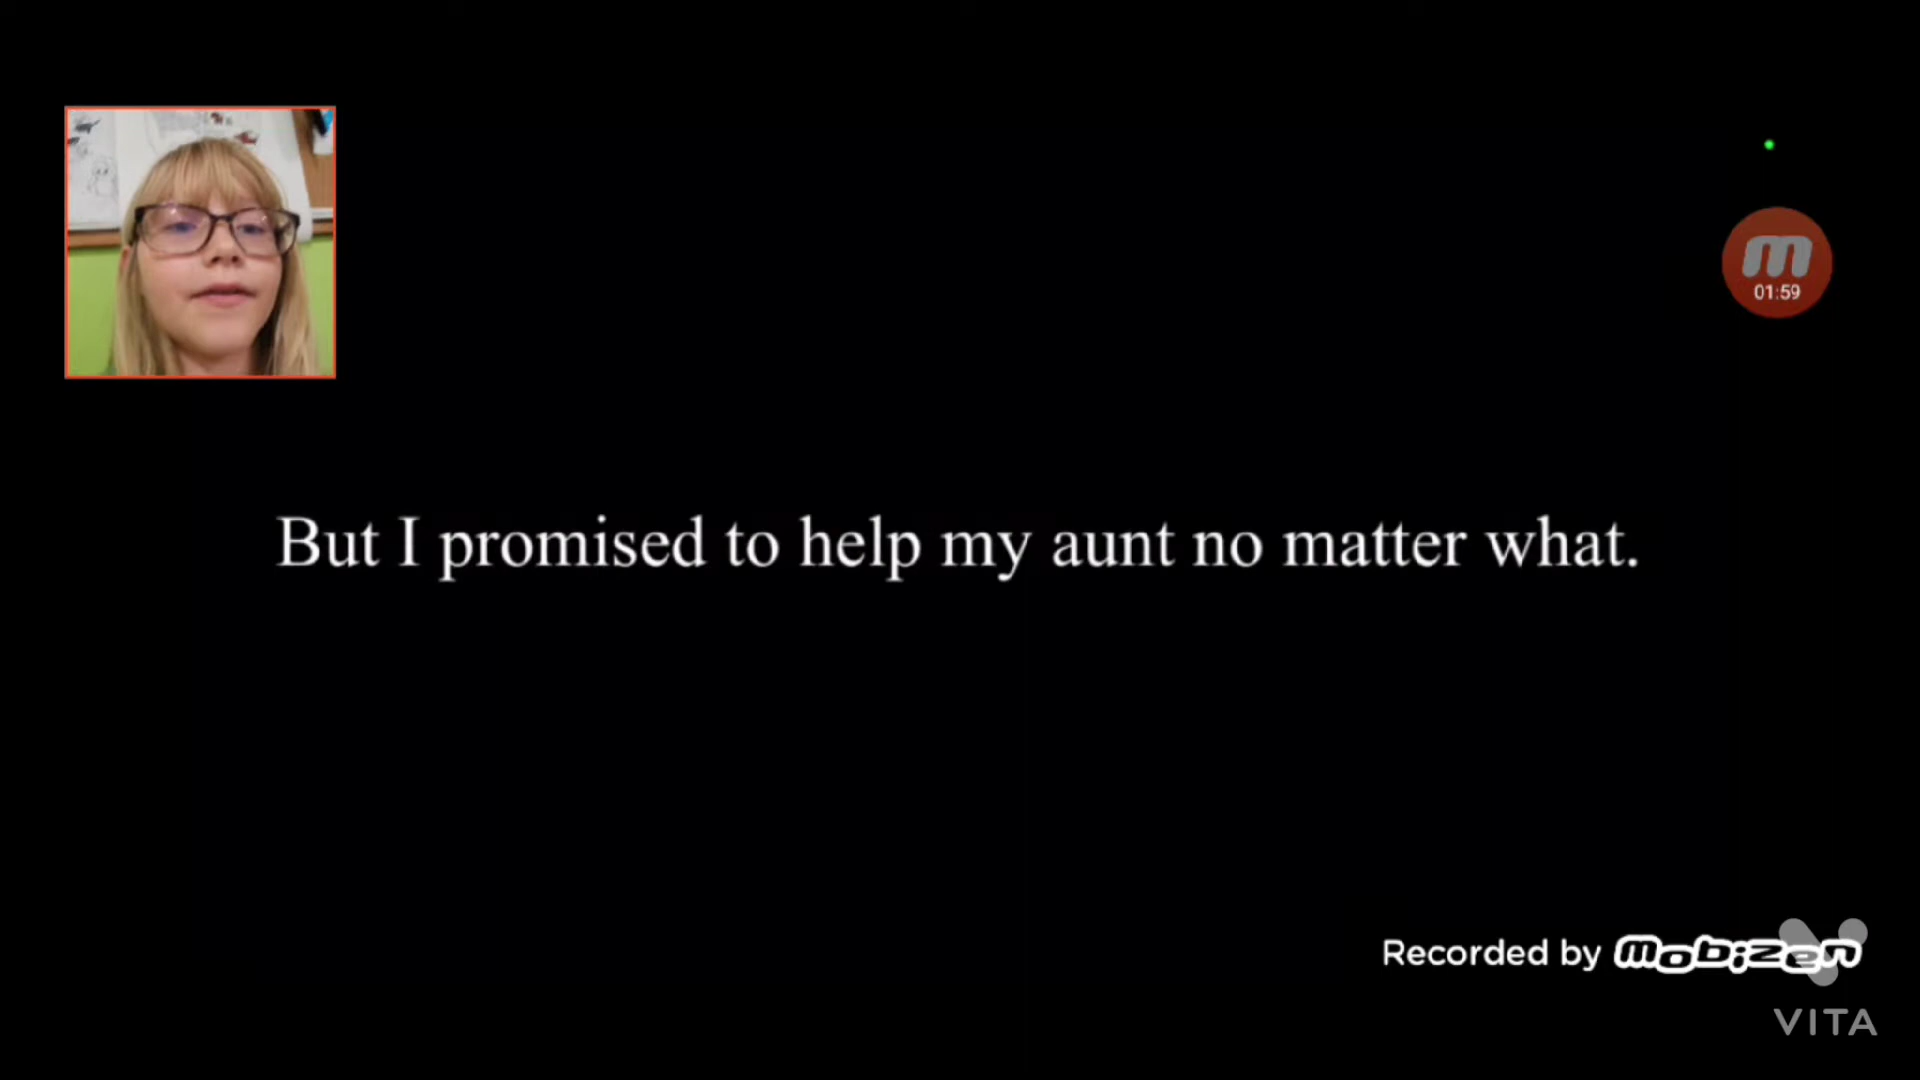 m
01:59
But I promised to help my aunt no matter what.
Recorded by mobizen
VITA